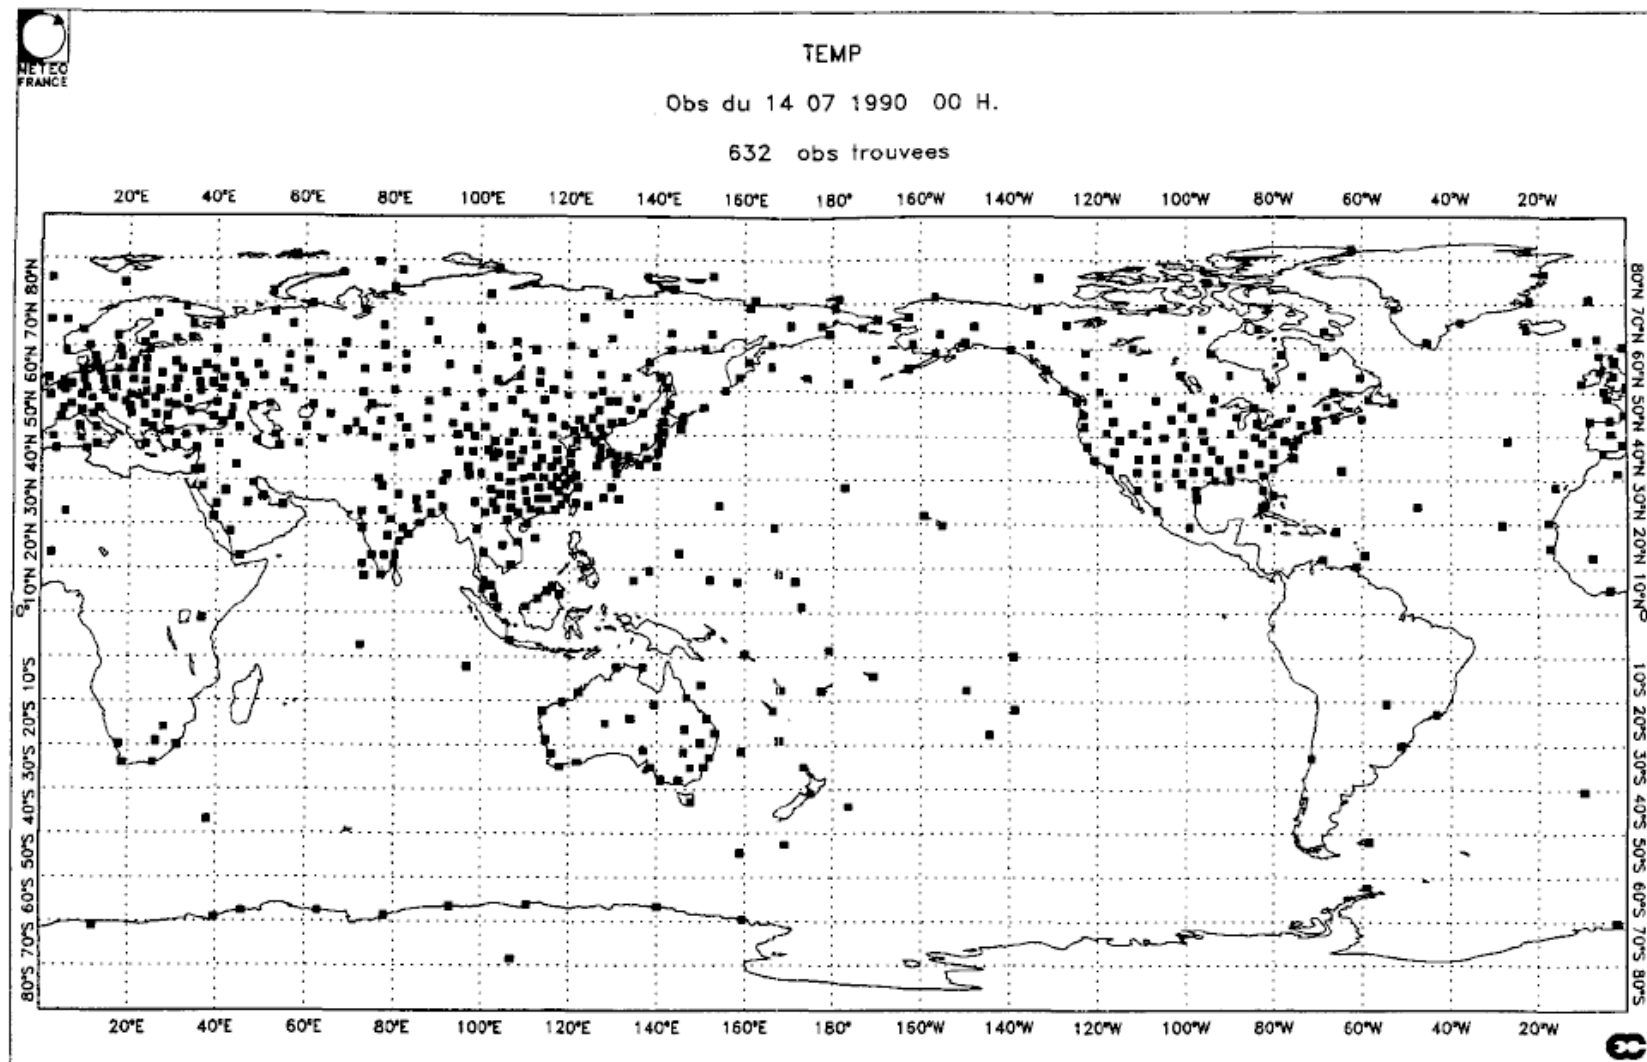 METEO
FRANCE
TEMP
Obs du 14 07 1990 00 H.
632 obs trouvees
20°E 40°E 60°E 80°E 100°E 120°E 140°E 160°E 180° 160°W 140°W 120°W 100°W 80°W 60°W 40°W 20°W
80°N 80°N
70°N 70°N
60°N 60°N
50°N 50°N
40°N 40°N
30°N 30°N
20°N 20°N
10°N 10°N
0° 0°
10°S 10°S
20°S 20°S
30°S 30°S
40°S 40°S
50°S 50°S
60°S 60°S
70°S 70°S
80°S 80°S
20°E 40°E 60°E 80°E 100°E 120°E 140°E 160°E 180° 160°W 140°W 120°W 100°W 80°W 60°W 40°W 20°W